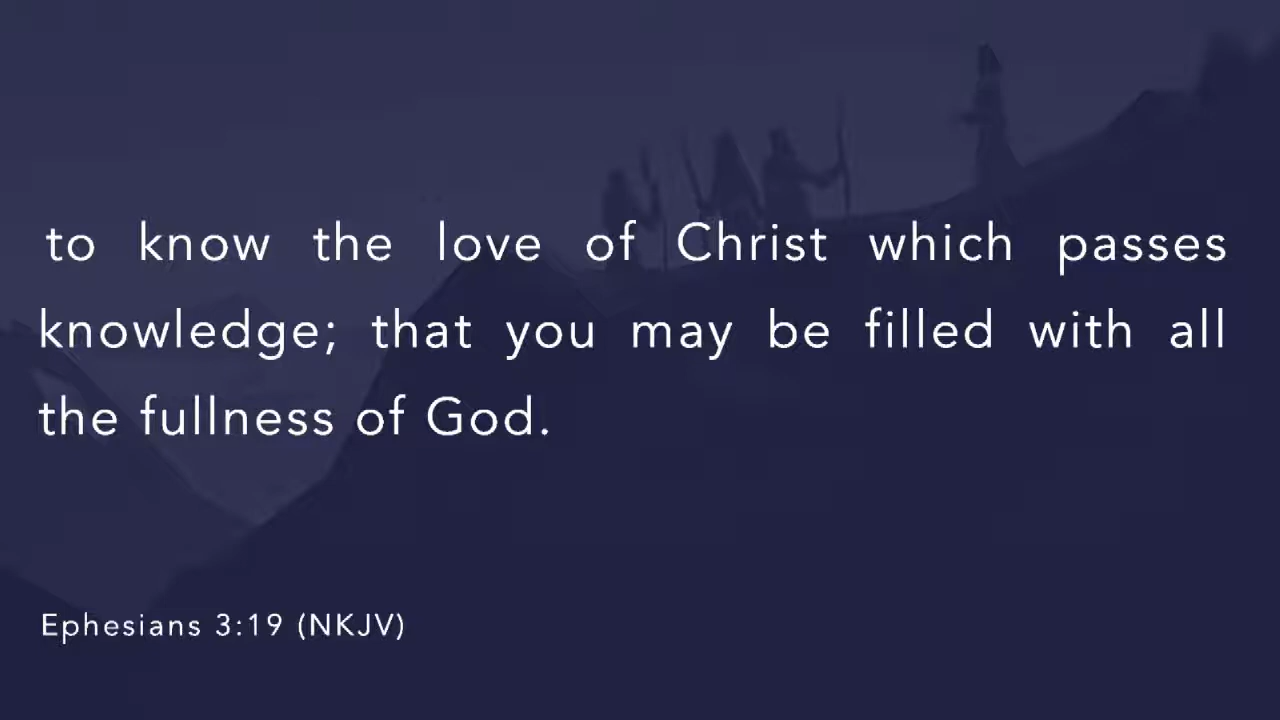 to know the love of Christ which passes
knowledge; that you may be filled with all
the fullness of God.
Ephesians 3:19 (NKJV)